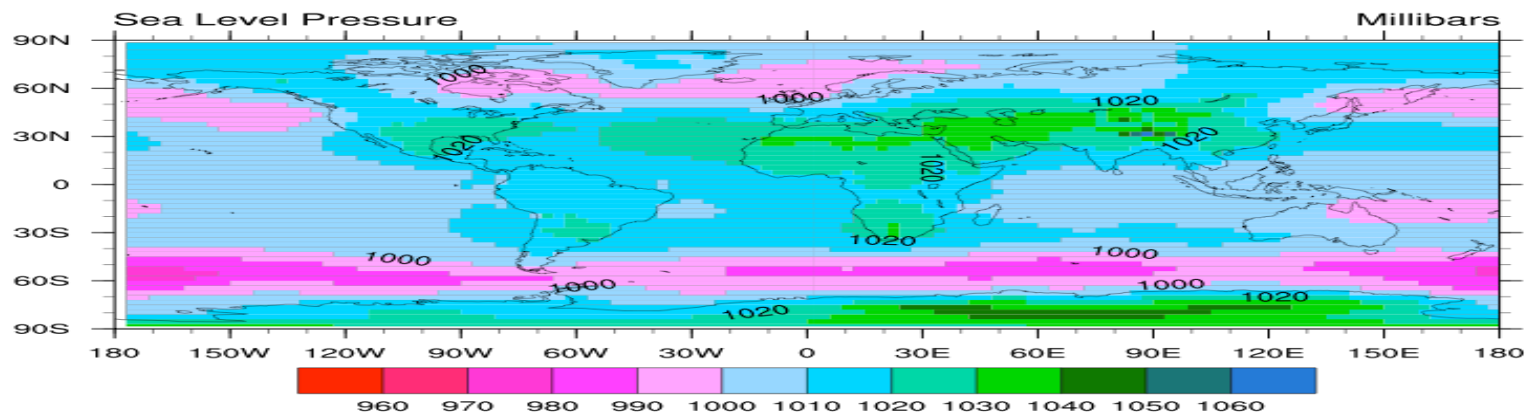 Sea Level Pressure Millibars
90N
1000
60N
1000 1020
30N
1020 1020
1020
0
30S
1020
1000 1000
60S
1000 1000
1020
1020
90S
180 150W 120W 90W 60W 30W 0 30E 60E 90E 120E 150E 180
960 970 980 990 1000 1010 1020 1030 1040 1050 1060